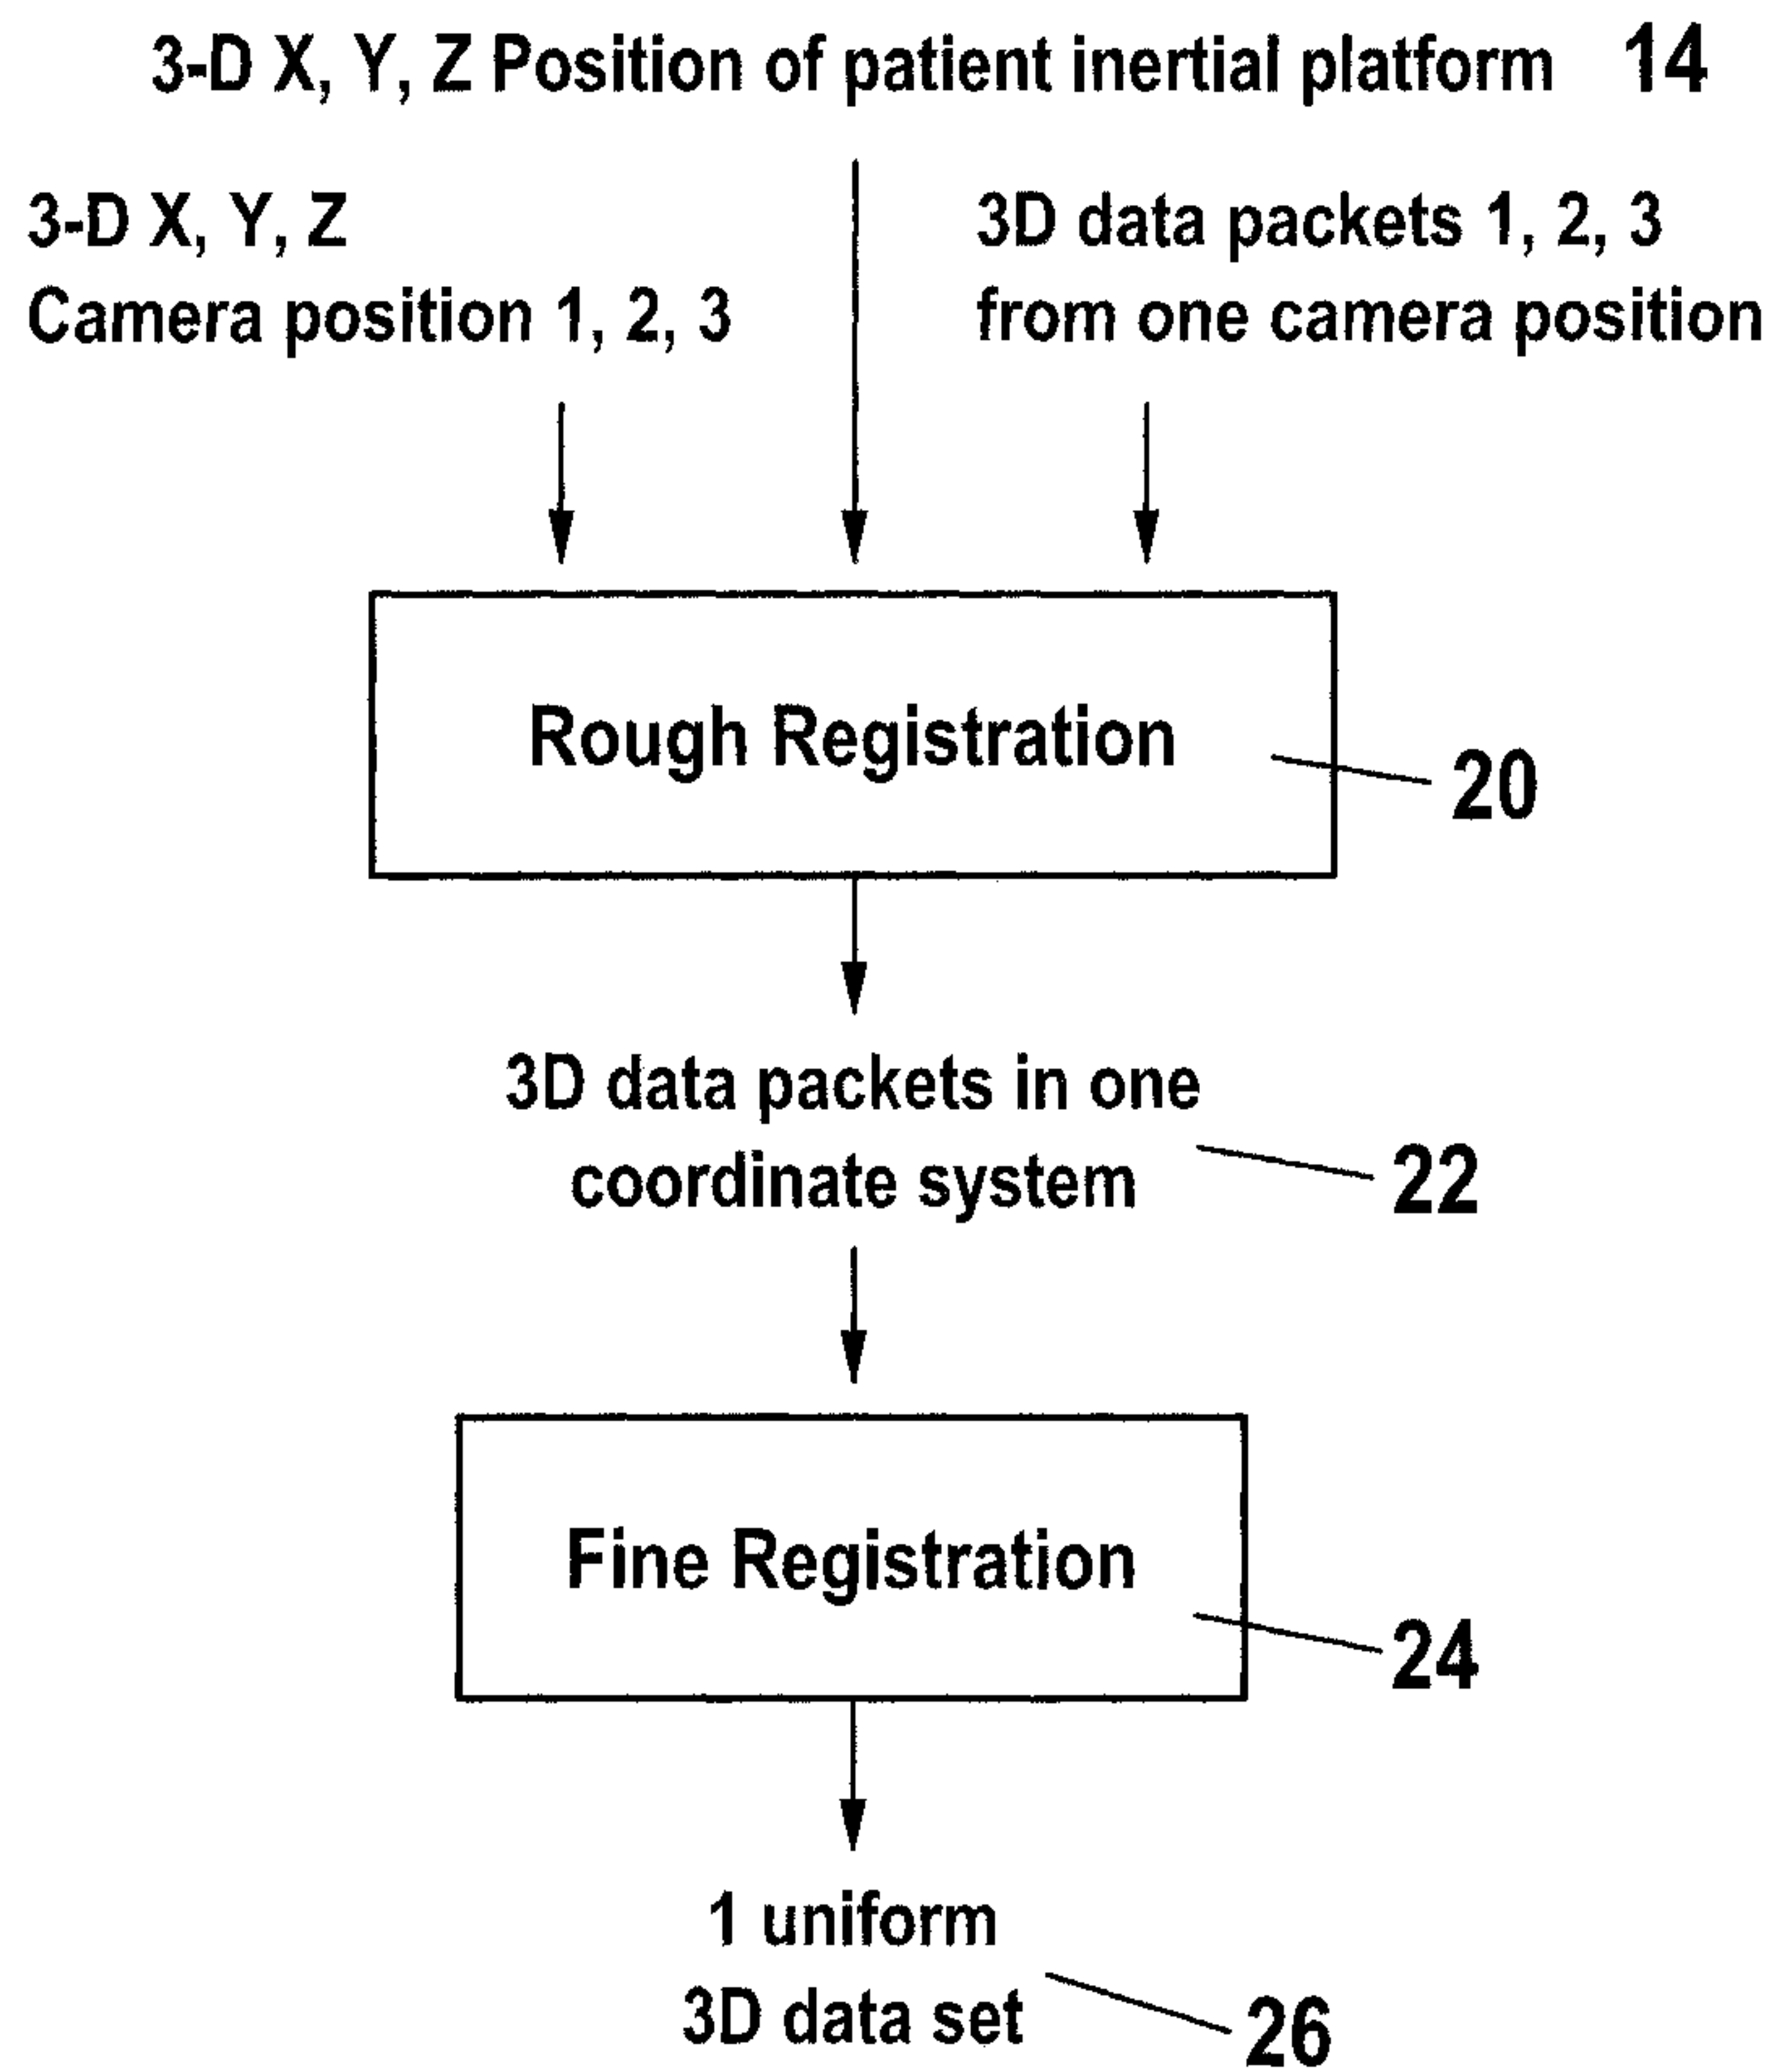 3-D X, Y, Z Position of patient inertial platform 14
3-D X, Y, Z
Camera position 1, 2, 3
3D data packets 1, 2, 3
from one camera position
Rough Registration
20
3D data packets in one
coordinate system
22
Fine Registration
24
1 uniform
3D data set
26